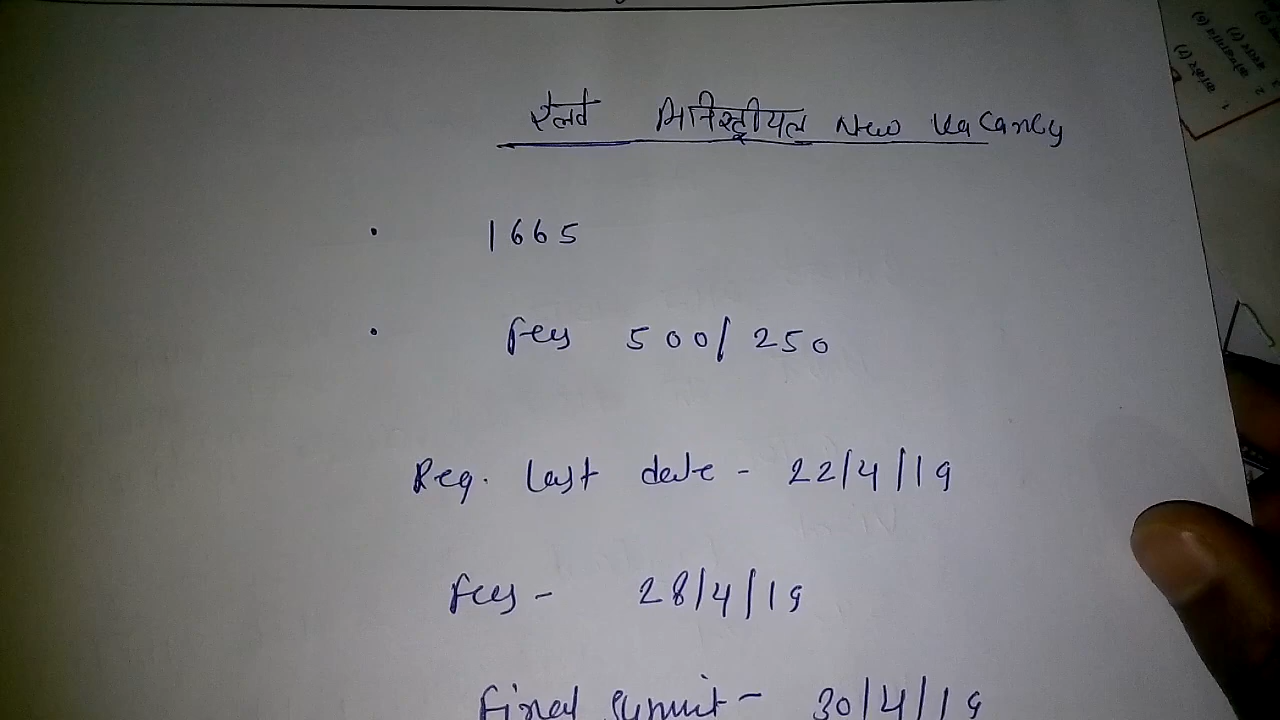 रेलवे मिनिस्ट्रीयल New Vacancy
1665
fees 500/250
Reg. last date - 22/4/19
fees - 28/4/19
final sumit - 30/4/19